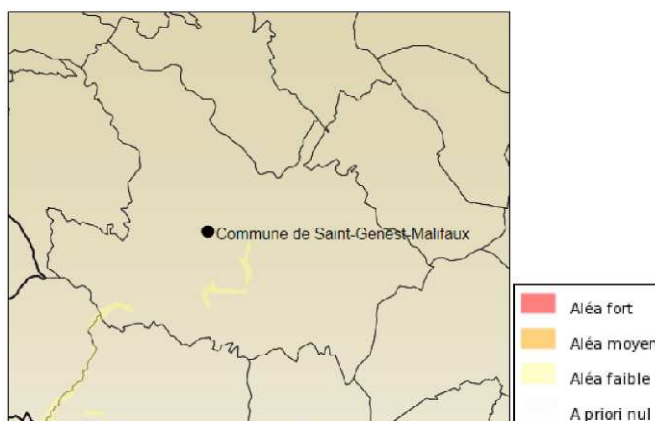 Commune de Saint-Genest-Malifaux
Aléa fort
Aléa moyen
Aléa faible
A priori nul